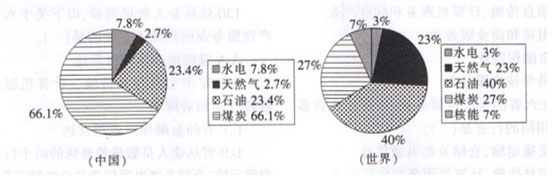 7.8%
2.7%
23.4%
66.1%
水电 7.8%
天然气 2.7%
石油 23.4%
煤炭 66.1%
(中国)
7%
3%
23%
27%
40%
水电 3%
天然气 23%
石油 40%
煤炭 27%
核能 7%
(世界)